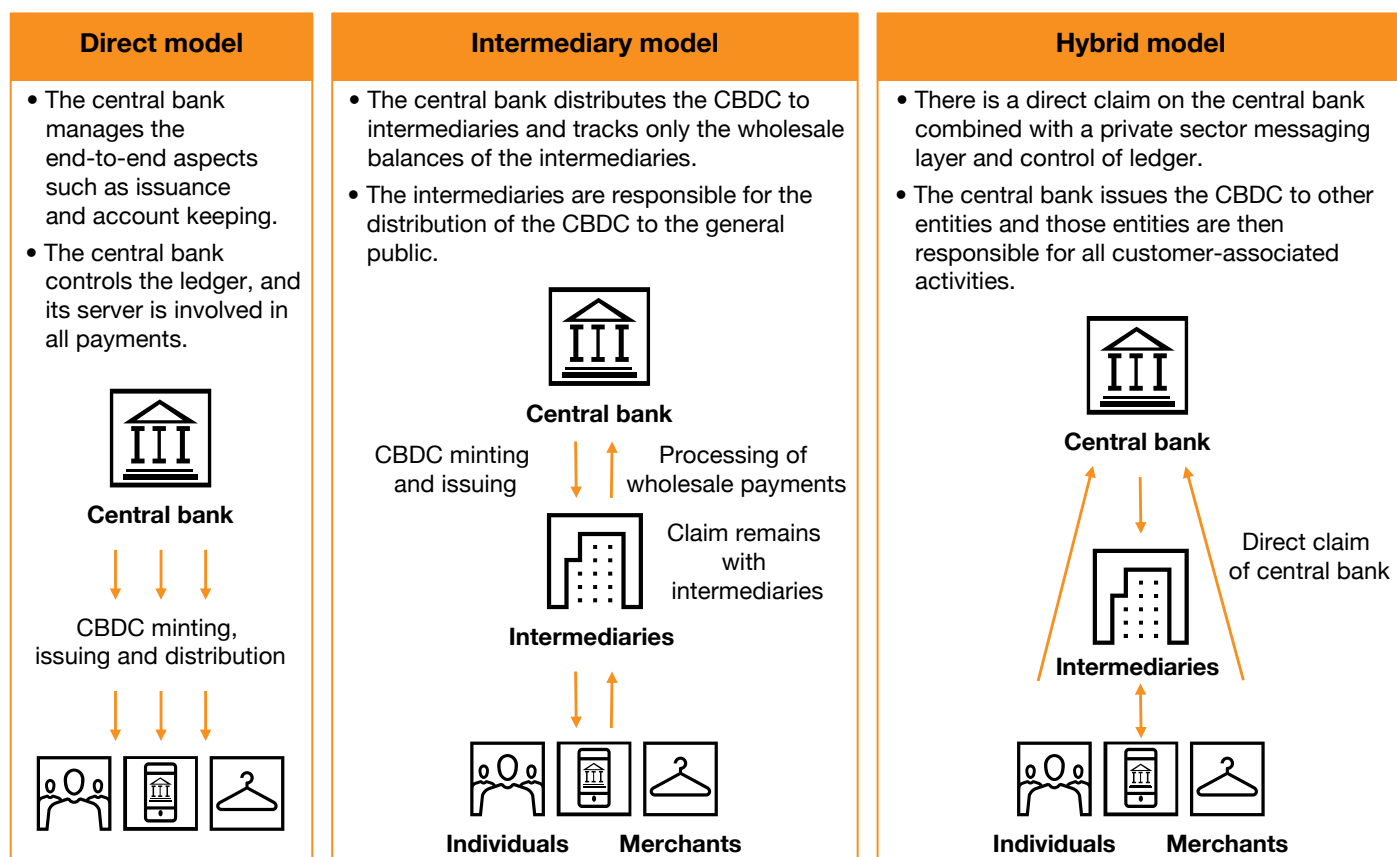 Direct model
• The central bank
manages the
end-to-end aspects
such as issuance
and account keeping.
• The central bank
controls the ledger, and
its server is involved in
all payments.
Central bank
CBDC minting,
issuing and distribution
Intermediary model
• The central bank distributes the CBDC to
intermediaries and tracks only the wholesale
balances of the intermediaries.
• The intermediaries are responsible for the
distribution of the CBDC to the general
public.
Central bank
CBDC minting
and issuing
Processing of
wholesale payments
Claim remains
with
intermediaries
Intermediaries
Individuals
Merchants
Hybrid model
• There is a direct claim on the central bank
combined with a private sector messaging
layer and control of ledger.
• The central bank issues the CBDC to other
entities and those entities are then
responsible for all customer-associated
activities.
Central bank
Direct claim
of central bank
Intermediaries
Individuals
Merchants